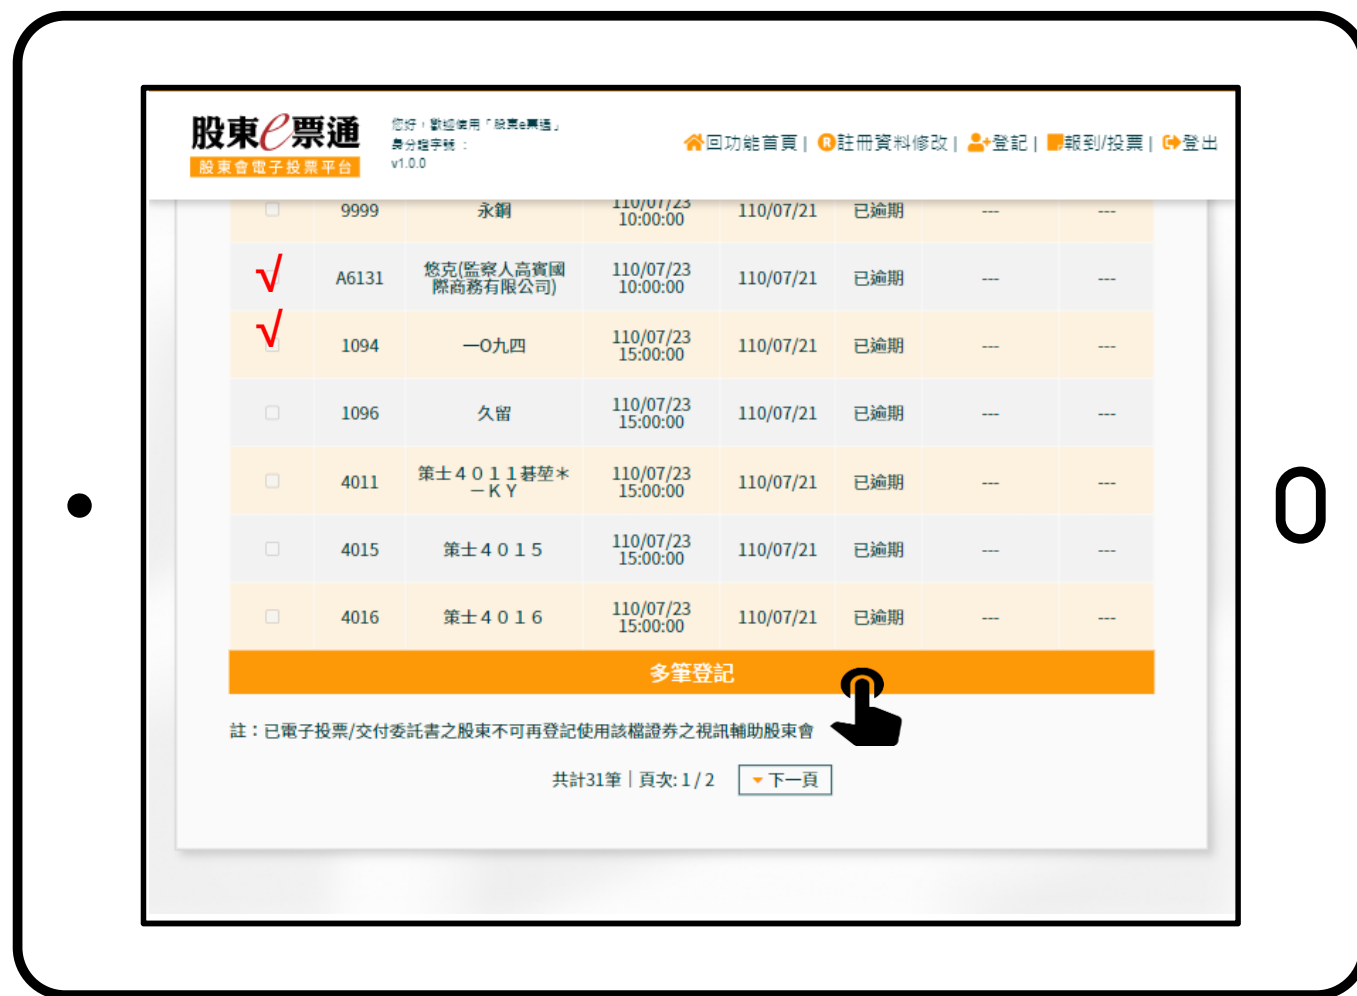 股東e票通
股東會電子投票平台
您好，歡迎使用「股東e票通」
身分證字號：
v1.0.0
回功能首頁| 註冊資料修改| 登記| 報到/投票| 登出
9999 永鋼 110/07/23 10:00:00 110/07/21 已逾期 --- ---
√ A6131 悠克(監察人高賓國際商務有限公司) 110/07/23 10:00:00 110/07/21 已逾期 --- ---
√ 1094 一O九四 110/07/23 15:00:00 110/07/21 已逾期 --- ---
1096 久留 110/07/23 15:00:00 110/07/21 已逾期 --- ---
4011 策士４０１１碁堃＊－ＫＹ 110/07/23 15:00:00 110/07/21 已逾期 --- ---
4015 策士４０１５ 110/07/23 15:00:00 110/07/21 已逾期 --- ---
4016 策士４０１６ 110/07/23 15:00:00 110/07/21 已逾期 --- ---
多筆登記
註：已電子投票/交付委託書之股東不可再登記使用該檔證券之視訊輔助股東會
共計31筆｜頁次: 1 / 2 下一頁